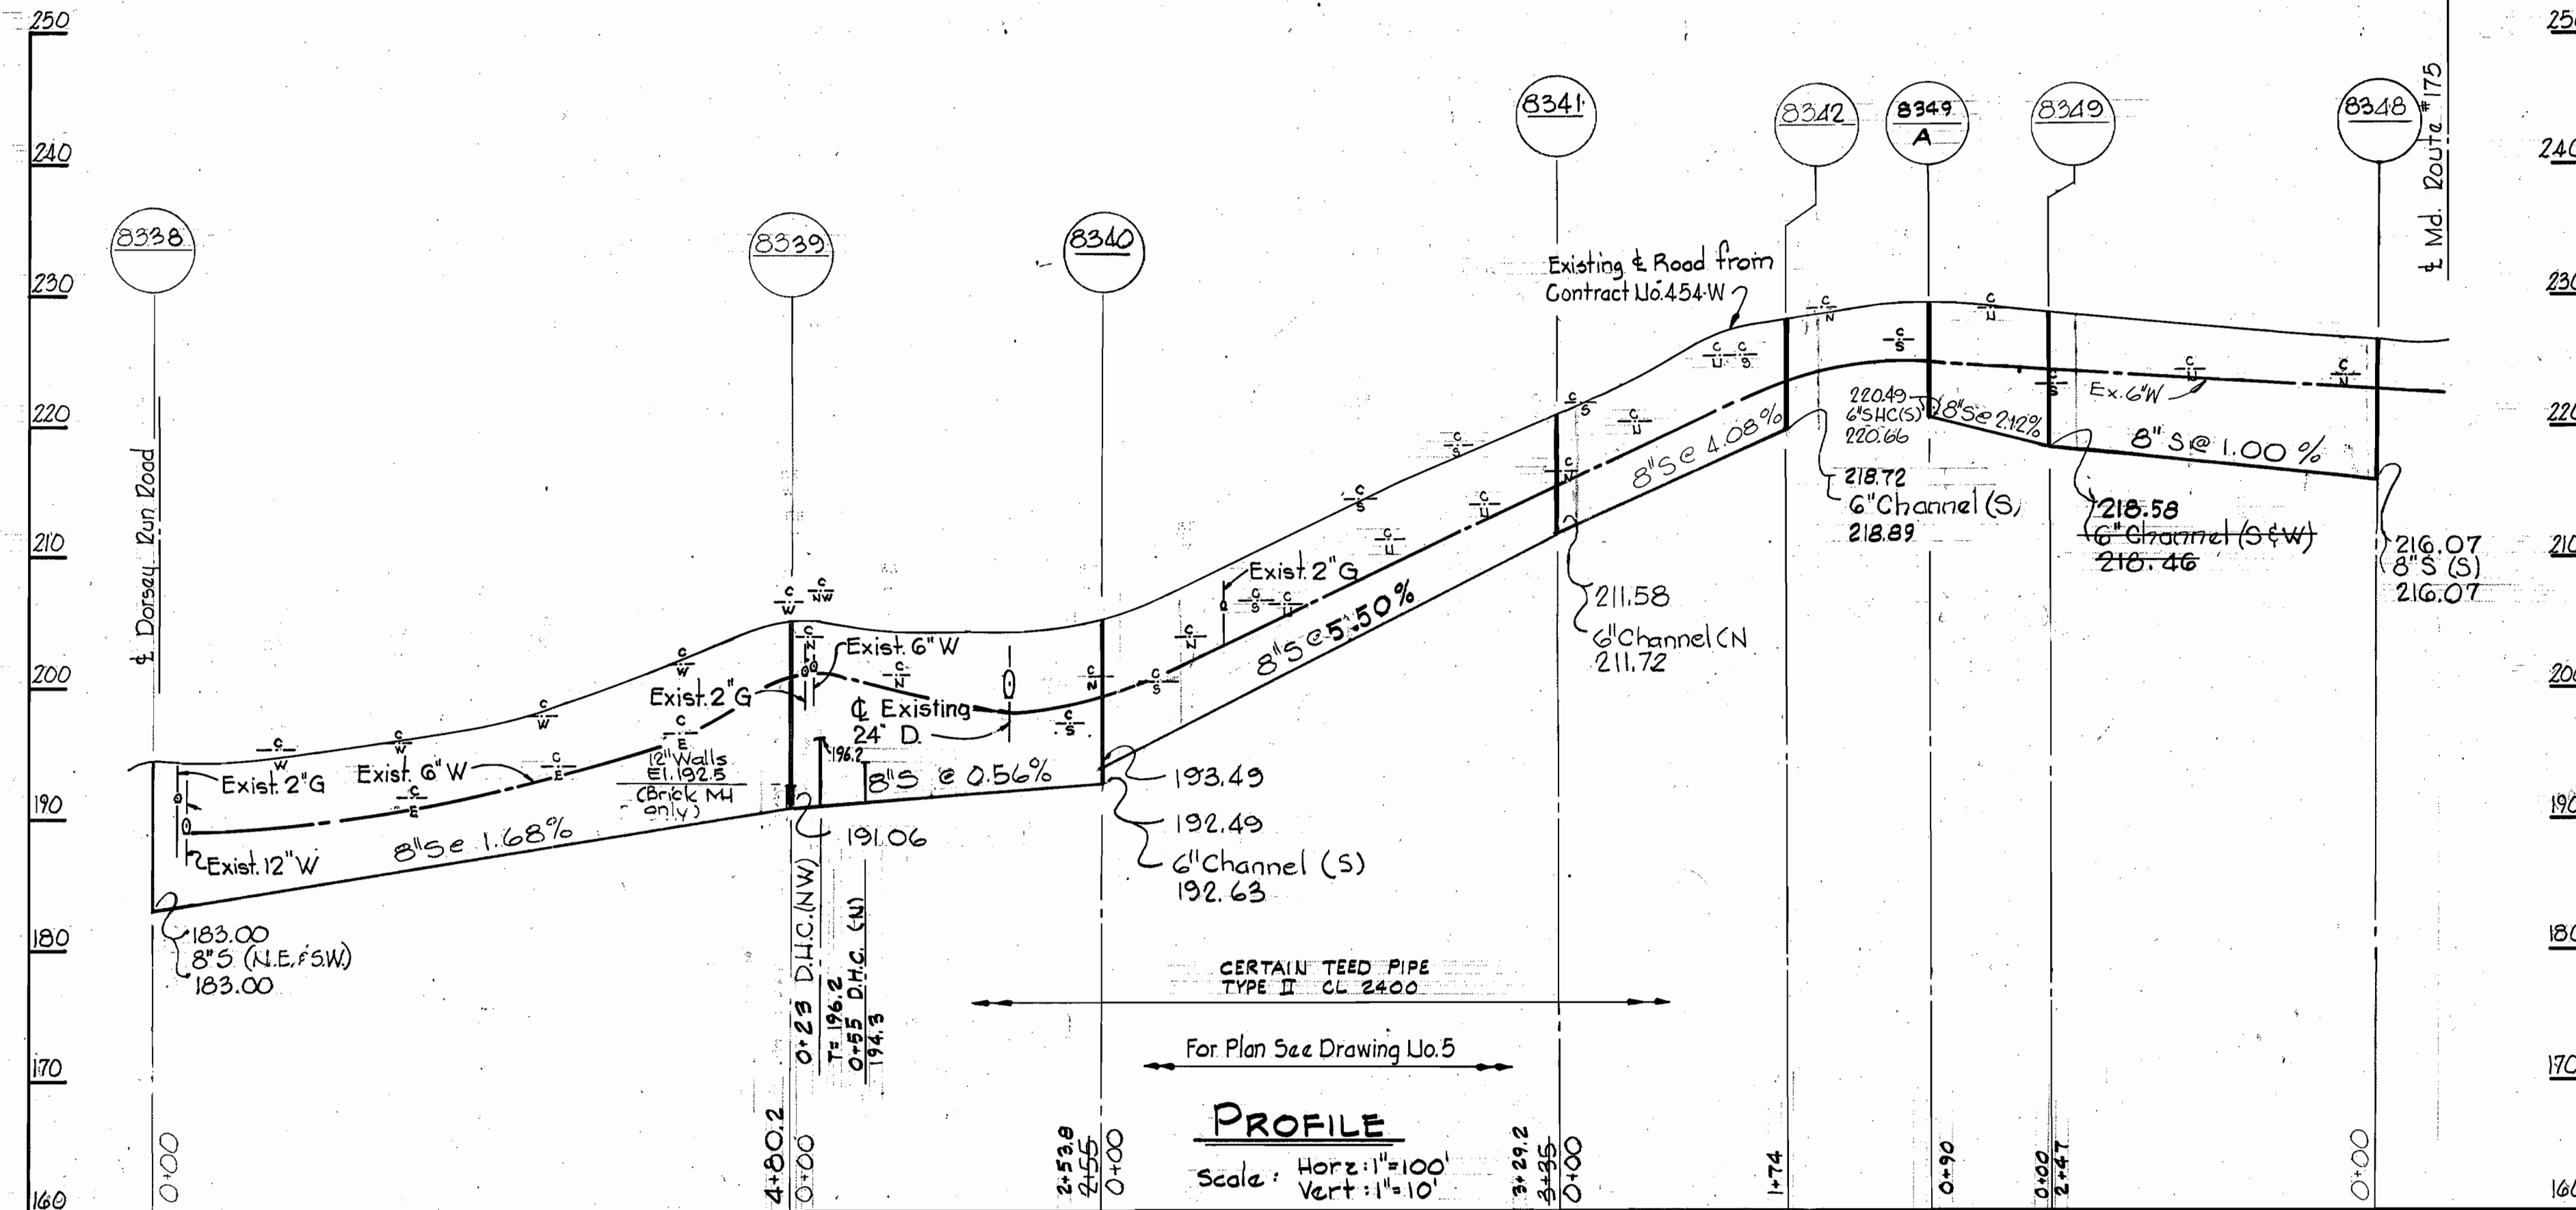 250
240
230
220
210
200
190
180
170
160
8338
8339
8340
8341
8342
8349
A
8349
8348
℄ Md. Route #175
℄ Dorsey Run Road
Existing ℄ Road from
Contract No. 454-W
Exist. 2"G
Exist. 6"W
Exist. 12"W
8"S @ 1.68%
183.00
8"S (N.E. & S.W.)
183.00
12" Walls
El. 192.5
(Brick MH
only)
Exist. 2"G
Exist. 6"W
℄ Existing
24" D.
196.2
8"S @ 0.56%
191.06
193.49
192.49
6" Channel (S)
192.63
Exist. 2"G
8"S @ 5.50%
211.58
6" Channel (N
211.72
8"S @ 4.08%
218.72
6" Channel (S)
218.89
220.49
6"SHC(S)
220.66
8"S @ 2.12%
Ex. 6"W
8" S @ 1.00 %
218.58
6" Channel (S & W)
218.46
216.07
8"S (S)
216.07
0+23 D.H.C. (NW)
T= 196.2
0+55 D.H.C. (N)
194.3
CERTAIN TEED PIPE
TYPE II CL 2400
For Plan See Drawing No. 5
PROFILE
Scale: Horz: 1"=100'
Vert: 1"=10'
0+00
4+80.2
0+00
2+53.8
2+55
0+00
3+29.2
3+35
0+00
1+74
0+90
0+00
2+47
0+00